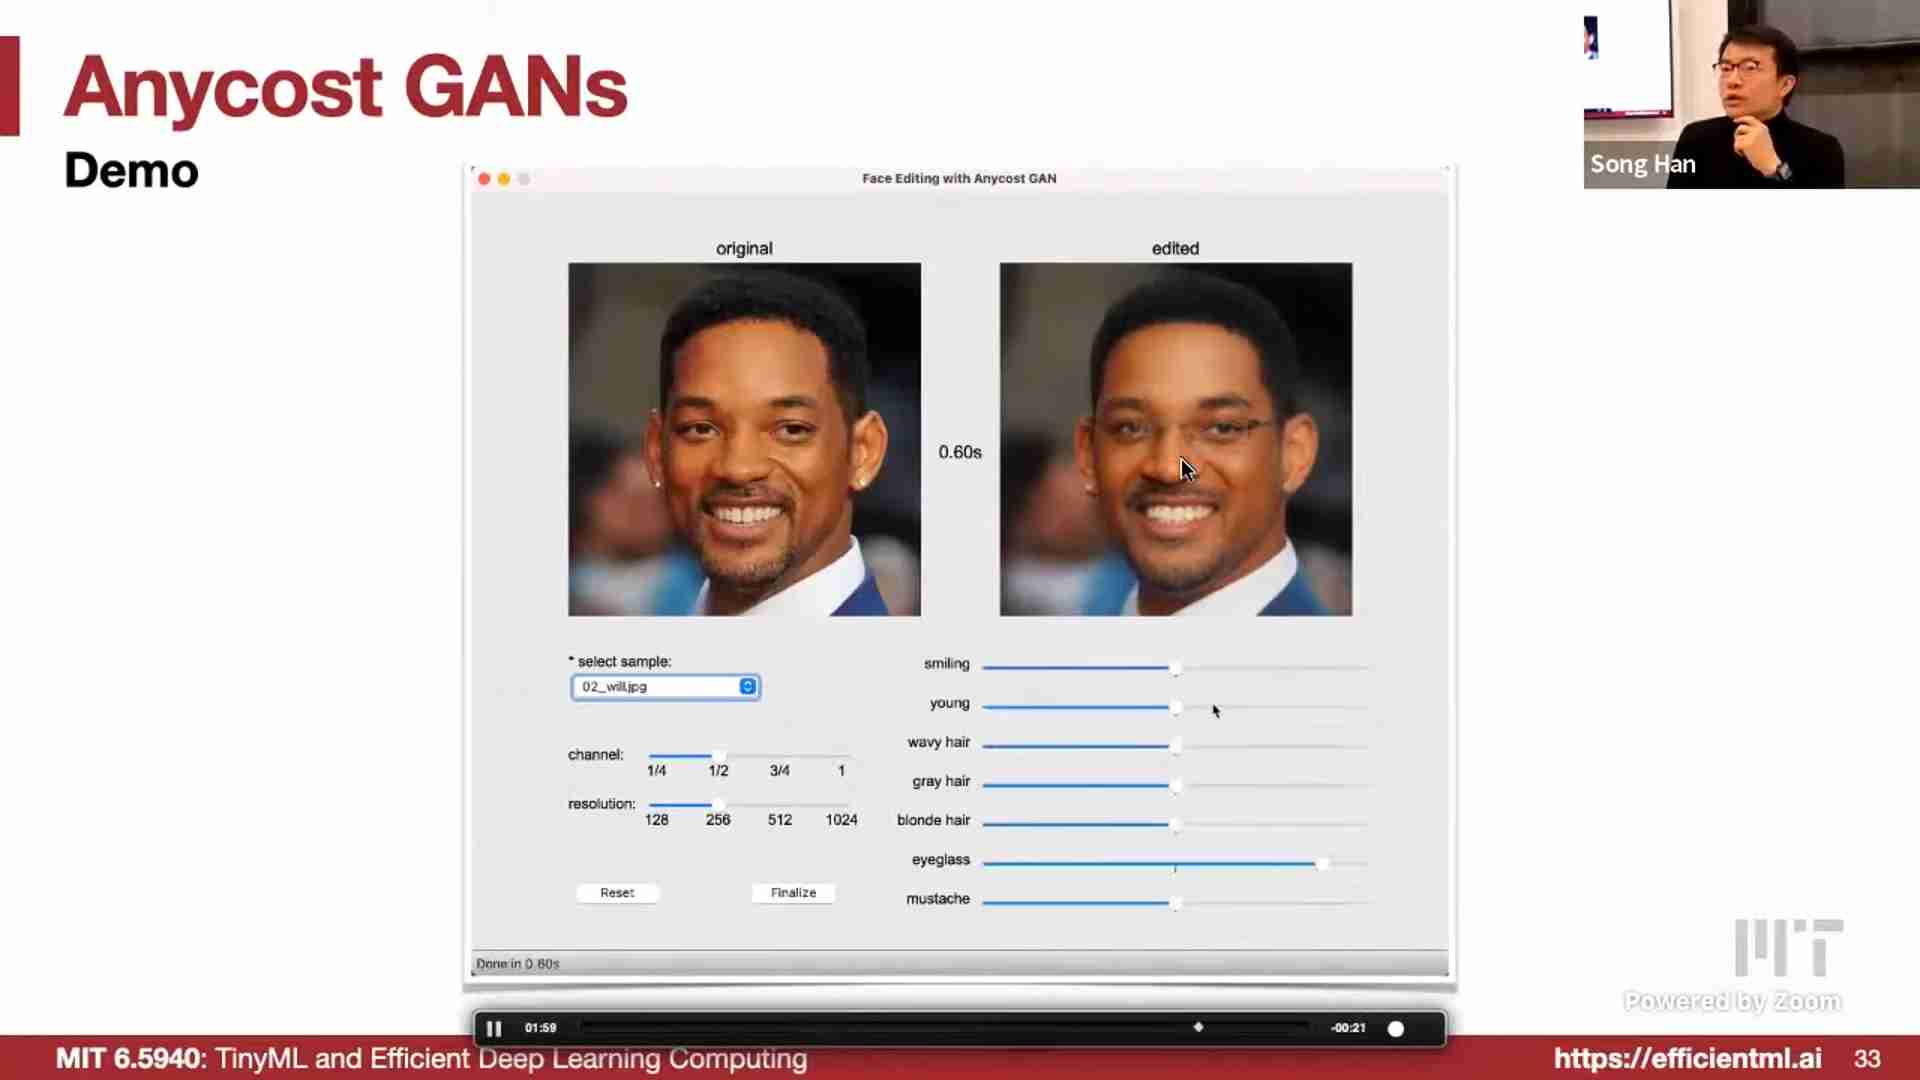 Anycost GANs
Demo
Song Han
Face Editing with Anycost GAN
original
edited
0.60s
* select sample:
02_will.jpg
channel:
1/4 1/2 3/4 1
resolution:
128 256 512 1024
Reset
Finalize
smiling
young
wavy hair
gray hair
blonde hair
eyeglass
mustache
Done in 0.60s
MIT
Powered by Zoom
01:59
-00:21
MIT 6.5940: TinyML and Efficient Deep Learning Computing
https://efficientml.ai 33